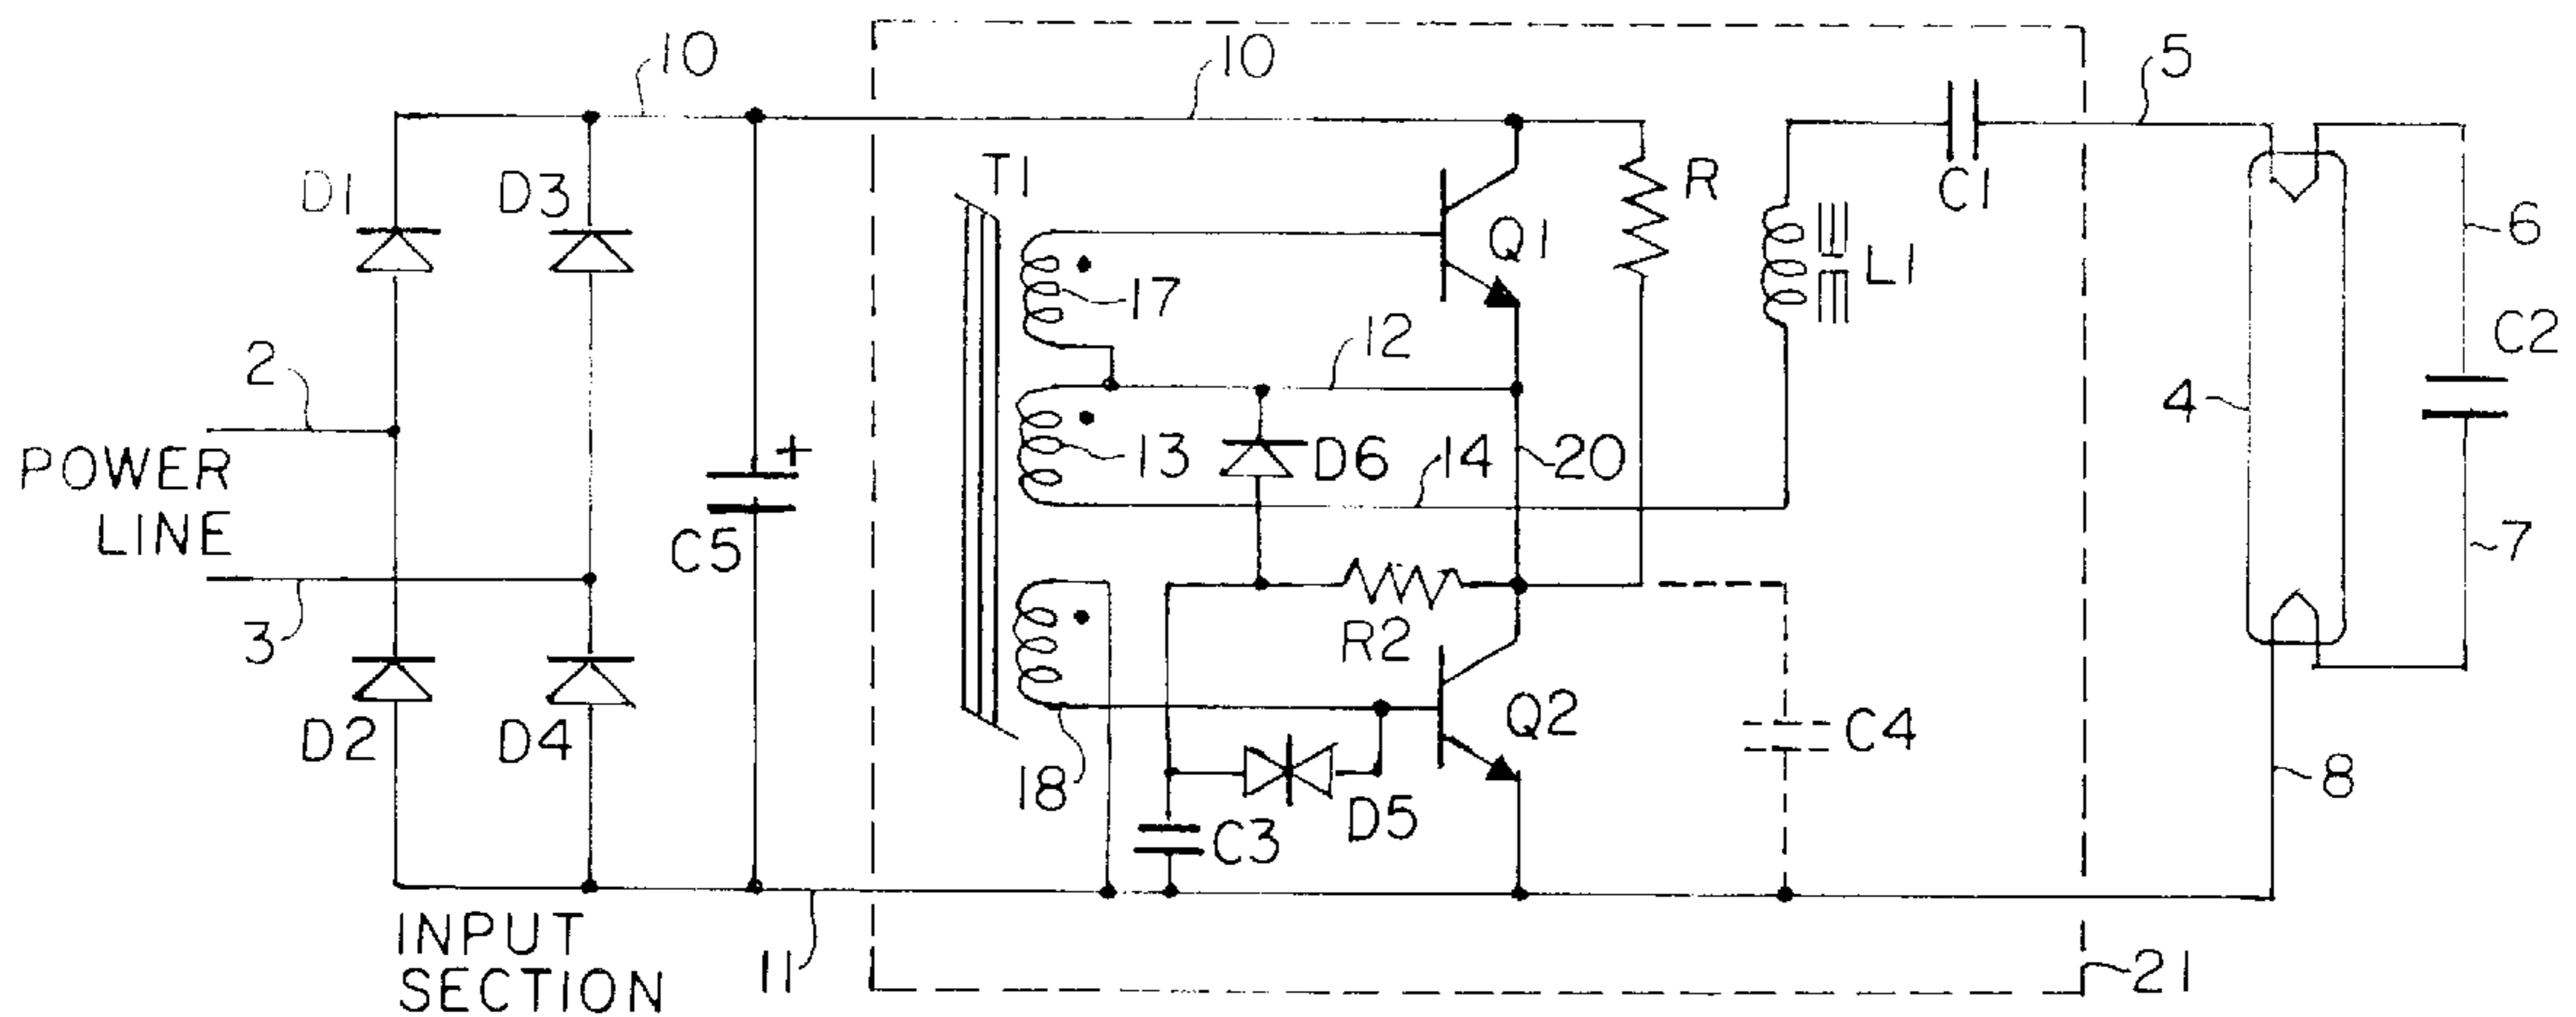 10
10
5
T1
D1
D3
R
C1
Q1
6
L1
17
2
12
C2
4
POWER
LINE
+
13
D6
14
20
C5
7
3
R2
D2
D4
Q2
C4
18
D5
8
C3
INPUT
SECTION
11
21